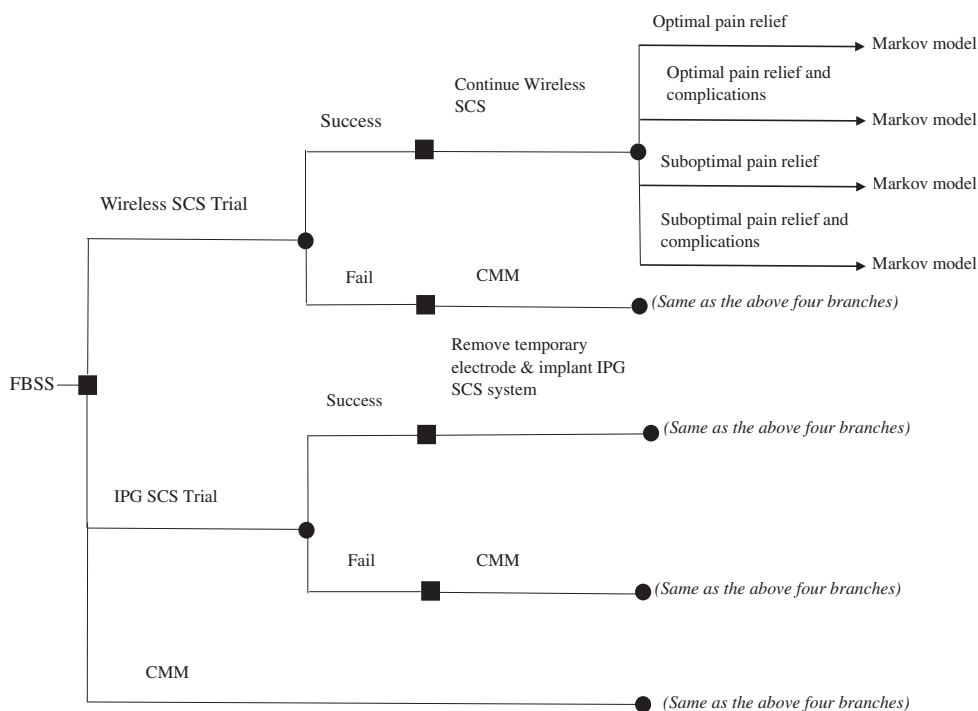 Optimal pain relief
Markov model
Optimal pain relief and
complications
Continue Wireless
SCS
Success
Markov model
Suboptimal pain relief
Markov model
Wireless SCS Trial
Suboptimal pain relief and
complications
Markov model
Fail
CMM
(Same as the above four branches)
Remove temporary
electrode & implant IPG
SCS system
FBSS
Success
(Same as the above four branches)
IPG SCS Trial
Fail
CMM
(Same as the above four branches)
CMM
(Same as the above four branches)